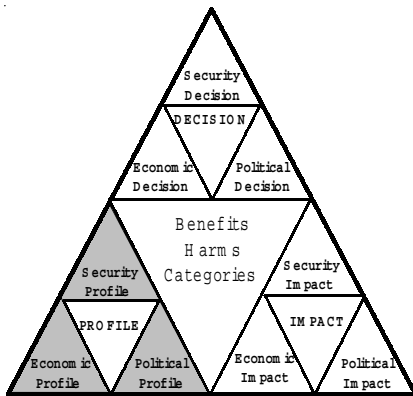 Security
Decision
DECISION
Economic
Decision
Political
Decision
Benefits
Harms
Categories
Security
Profile
PROFILE
Economic
Profile
Political
Profile
Security
Impact
IMPACT
Economic
Impact
Political
Impact